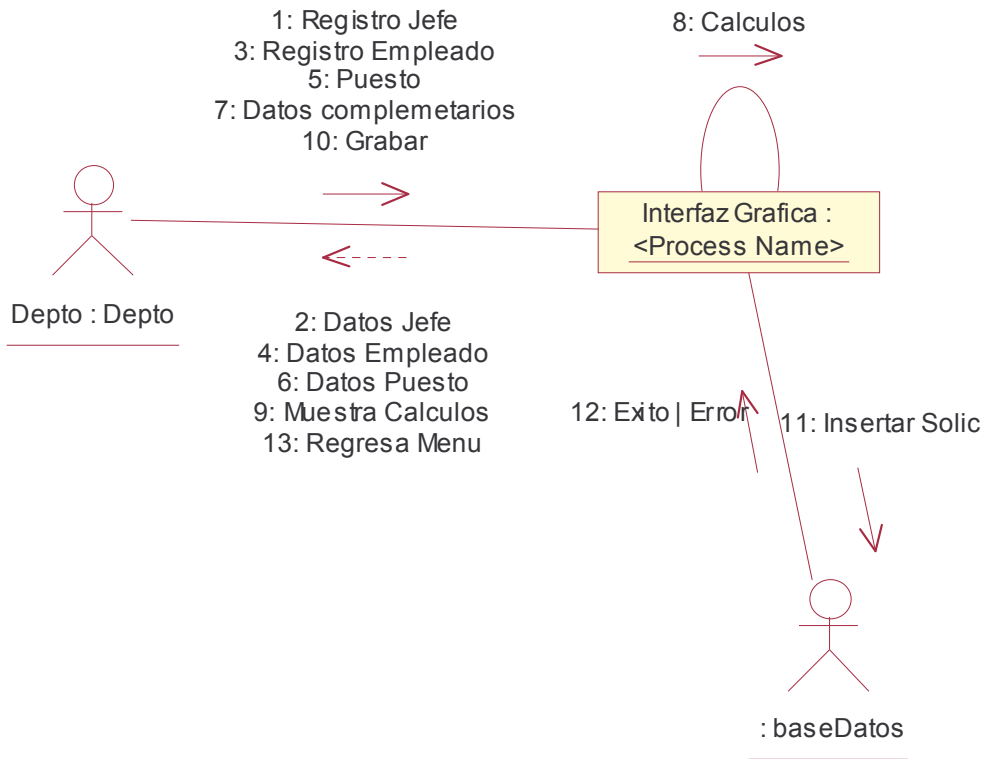 1: Registro Jefe
3: Registro Empleado
5: Puesto
7: Datos complemetarios
10: Grabar
8: Calculos
Interfaz Grafica :
<Process Name>
Depto : Depto
2: Datos Jefe
4: Datos Empleado
6: Datos Puesto
9: Muestra Calculos
13: Regresa Menu
12: Exito | Error
11: Insertar Solic
: baseDatos